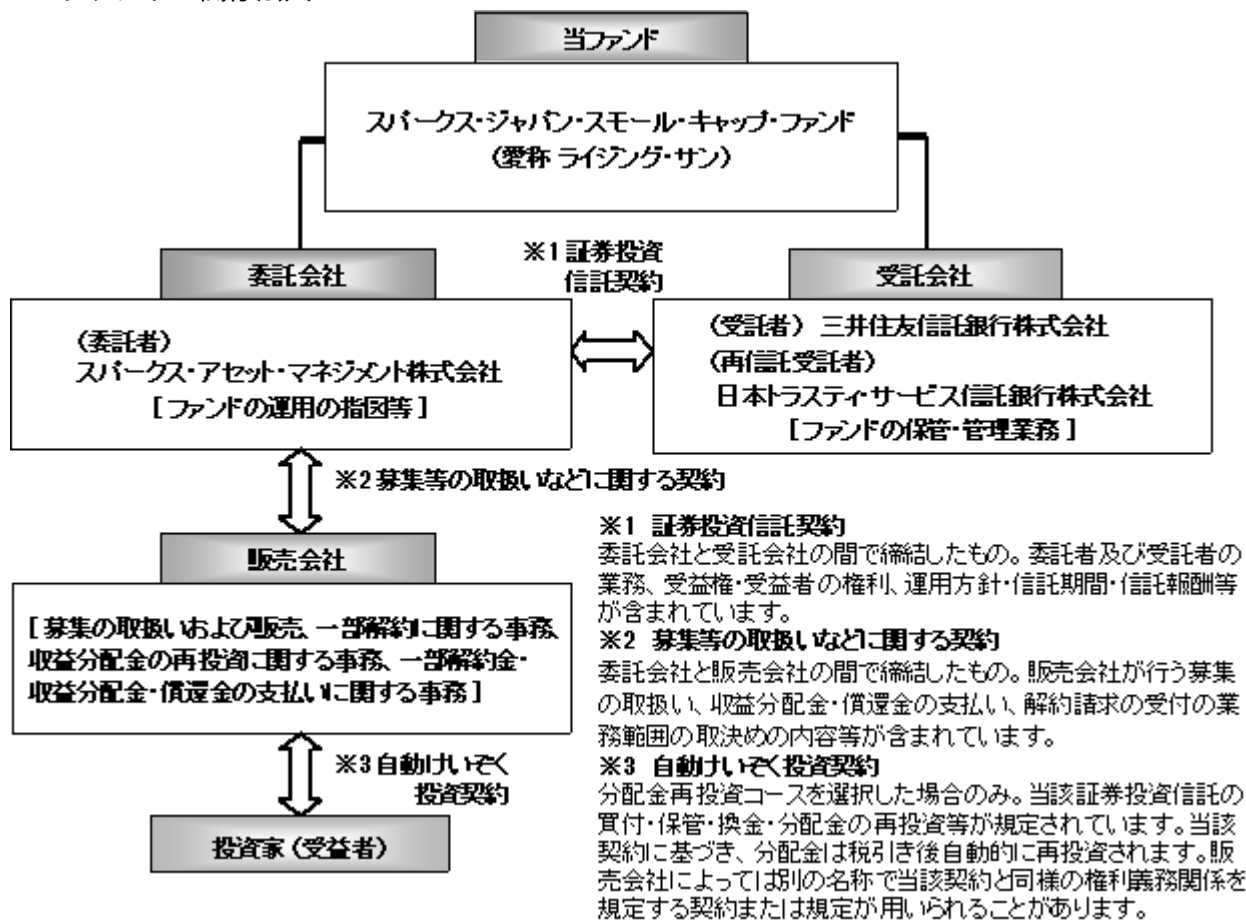 当ファンド
スパークス・ジャパン・スモール・キャップ・ファンド
（愛称 ライジング・サン）
委託会社
※1 証券投資
信託契約
受託会社
（委託者）
スパークス・アセット・マネジメント株式会社
［ファンドの運用の指図等］
（受託者） 三井住友信託銀行株式会社
（再信託受託者）
日本トラスティ・サービス信託銀行株式会社
［ファンドの保管・管理業務］
※2 募集等の取扱いなどに関する契約
販売会社
［募集の取扱いおよび販売、一部解約に関する事務、
収益分配金の再投資に関する事務、一部解約金・
収益分配金・償還金の支払いに関する事務］
※3 自動けいぞく
投資契約
投資家（受益者）
※1 証券投資信託契約
委託会社と受託会社の間で締結したもの。委託者及び受託者の
業務、受益権・受益者の権利、運用方針・信託期間・信託報酬等
が含まれています。
※2 募集等の取扱いなどに関する契約
委託会社と販売会社の間で締結したもの。販売会社が行う募集
の取扱い、収益分配金・償還金の支払い、解約請求の受付の業
務範囲の取決めの内容等が含まれています。
※3 自動けいぞく投資契約
分配金再投資コースを選択した場合のみ。当該証券投資信託の
買付・保管・換金・分配金の再投資等が規定されています。当該
契約に基づき、分配金は税引き後自動的に再投資されます。販
売会社によっては別の名称で当該契約と同様の権利義務関係を
規定する契約または規定が用いられることがあります。